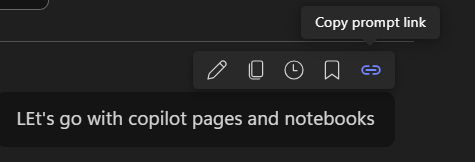 Copy prompt link
LEt's go with copilot pages and notebooks